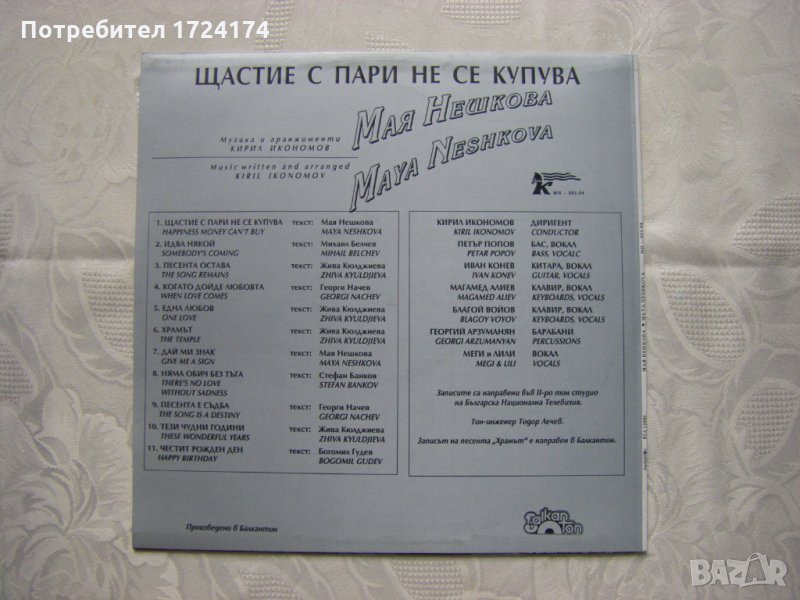 Потребител 1724174
ЩАСТИЕ С ПАРИ НЕ СЕ КУПУВА
МАЯ НЕШКОВА
MAYA NESHKOVA
Музика и аранжименти
КИРИЛ ИКОНОМОВ
Music written and arranged
KIRIL IKONOMOV
K МП - 001-94
1. ЩАСТИЕ С ПАРИ НЕ СЕ КУПУВА текст: Мая Нешкова
HAPPINESS MONEY CAN'T BUY MAYA NESHKOVA
2. ИДВА НЯКОЙ текст: Михаил Белчев
SOMEBODY'S COMING MIHAIL BELCHEV
3. ПЕСЕНТА ОСТАВА текст: Жива Кюлджиева
THE SONG REMAINS ZHIVA KYULDJIEVA
4. КОГАТО ДОЙДЕ ЛЮБОВТА текст: Георги Начев
WHEN LOVE COMES GEORGI NACHEV
5. ЕДНА ЛЮБОВ текст: Жива Кюлджиева
ONE LOVE ZHIVA KYULDJIEVA
6. ХРАМЪТ текст: Жива Кюлджиева
THE TEMPLE ZHIVA KYULDJIEVA
7. ДАЙ МИ ЗНАК текст: Мая Нешкова
GIVE ME A SIGN MAYA NESHKOVA
8. НЯМА ОБИЧ БЕЗ ТЪГА текст: Стефан Банков
THERE'S NO LOVE STEFAN BANKOV
WITHOUT SADNESS
9. ПЕСЕНТА Е СЪДБА текст: Георги Начев
THE SONG IS A DESTINY GEORGI NACHEV
10. ТЕЗИ ЧУДНИ ГОДИНИ текст: Жива Кюлджиева
THESE WONDERFUL YEARS ZHIVA KYULDJIEVA
11. ЧЕСТИТ РОЖДЕН ДЕН текст: Богомил Гудев
HAPPY BIRTHDAY BOGOMIL GUDEV
КИРИЛ ИКОНОМОВ ДИРИГЕНТ
KIRIL IKONOMOV CONDUCTOR
ПЕТЪР ПОПОВ БАС, ВОКАЛ
PETAR POPOV BASS, VOCALC
ИВАН КОНЕВ КИТАРА, ВОКАЛ
IVAN KONEV GUITAR, VOCALS
МАГАМЕД АЛИЕВ КЛАВИР, ВОКАЛ
MAGAMED ALIEV KEYBOARDS, VOCALS
БЛАГОЙ ВОЙОВ КЛАВИР, ВОКАЛ
BLAGOY VOYOV KEYBOARDS, VOCALS
ГЕОРГИЙ АРЗУМАНЯН БАРАБАНИ
GEORGI ARZUMANYAN PERCUSSIONS
МЕГИ и ЛИЛИ ВОКАЛ
MEGI & LILI VOCALS
Записите са направени във II-ро тон студио
на Българска Национална Телевизия.
Тон-инженер Тодор Лечев.
Записът на песента „Храмът" е направен в Балкантон.
Произведено в Балкантон
Balkanton
BAZAR